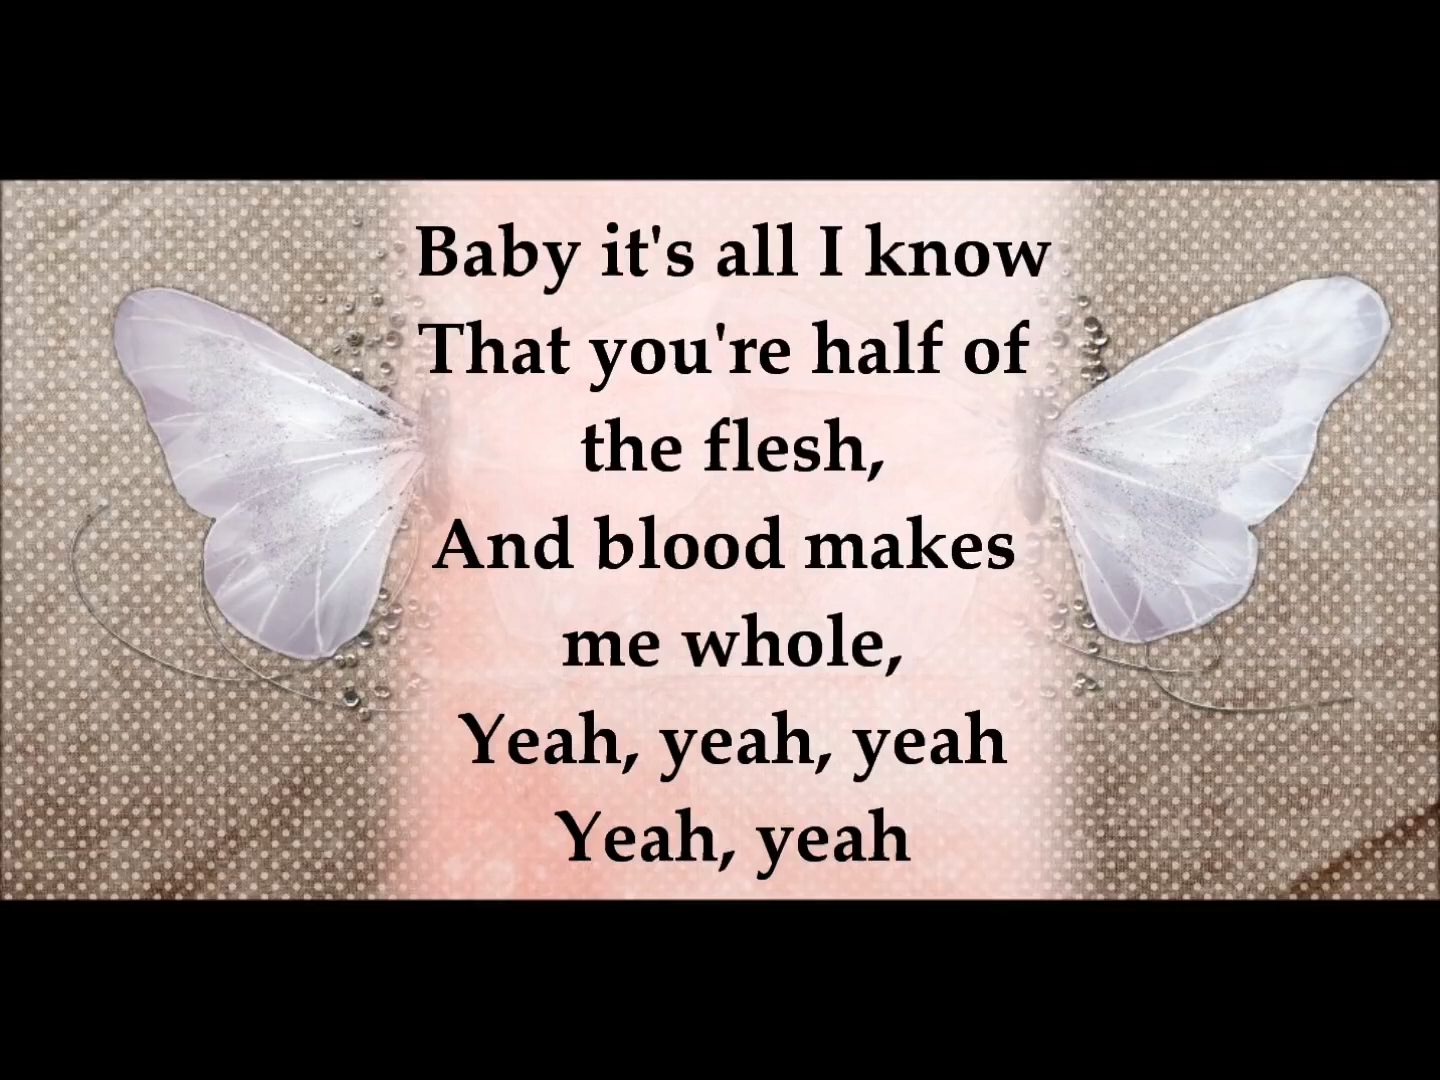 Baby it's all I know
That you're half of
the flesh,
And blood makes
me whole,
Yeah, yeah, yeah
Yeah, yeah